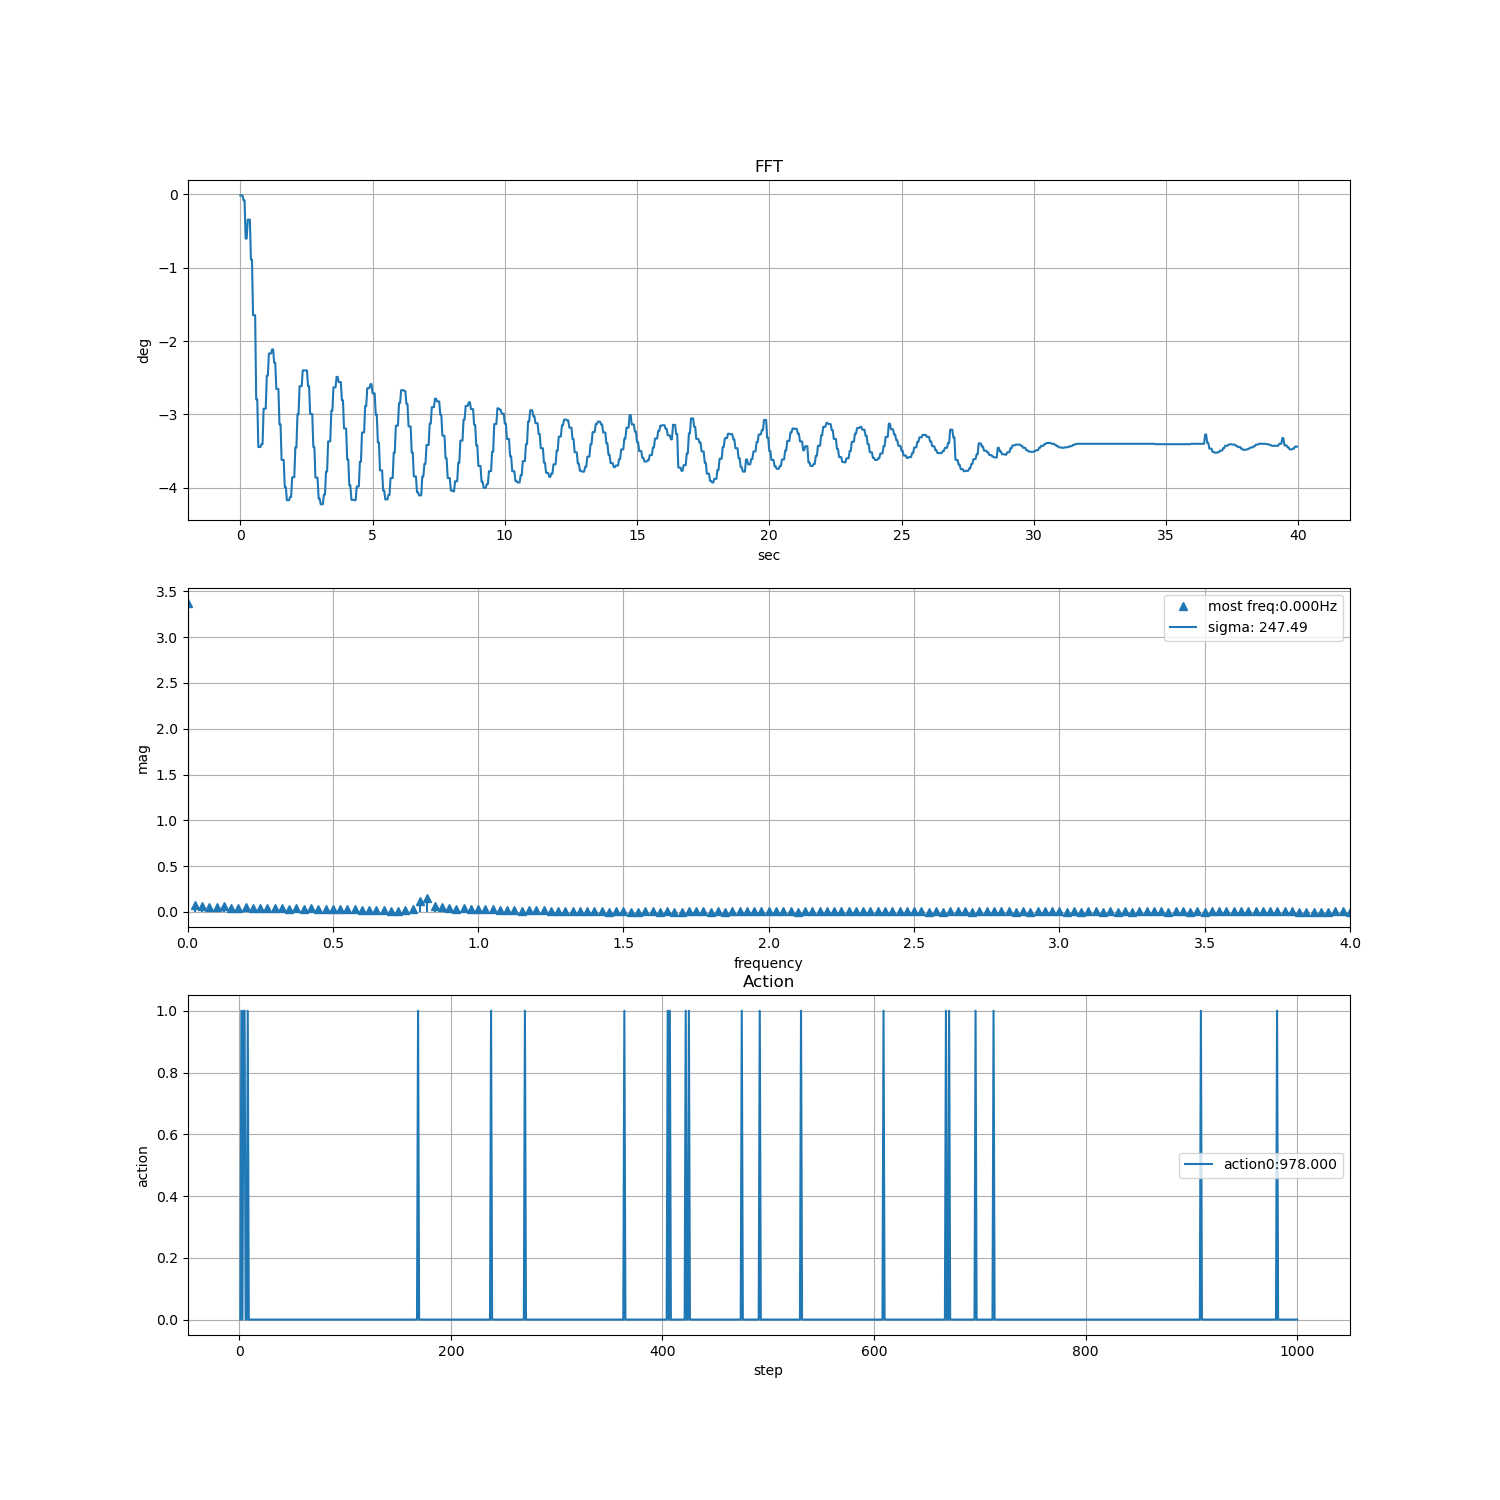 FFT
0
−1
−2
−3
−4
deg
0 5 10 15 20 25 30 35 40
sec
3.5
3.0
2.5
2.0
1.5
1.0
0.5
0.0
mag
most freq:0.000Hz
sigma: 247.49
0.0 0.5 1.0 1.5 2.0 2.5 3.0 3.5 4.0
frequency
Action
1.0
0.8
0.6
0.4
0.2
0.0
action
action0:978.000
0 200 400 600 800 1000
step